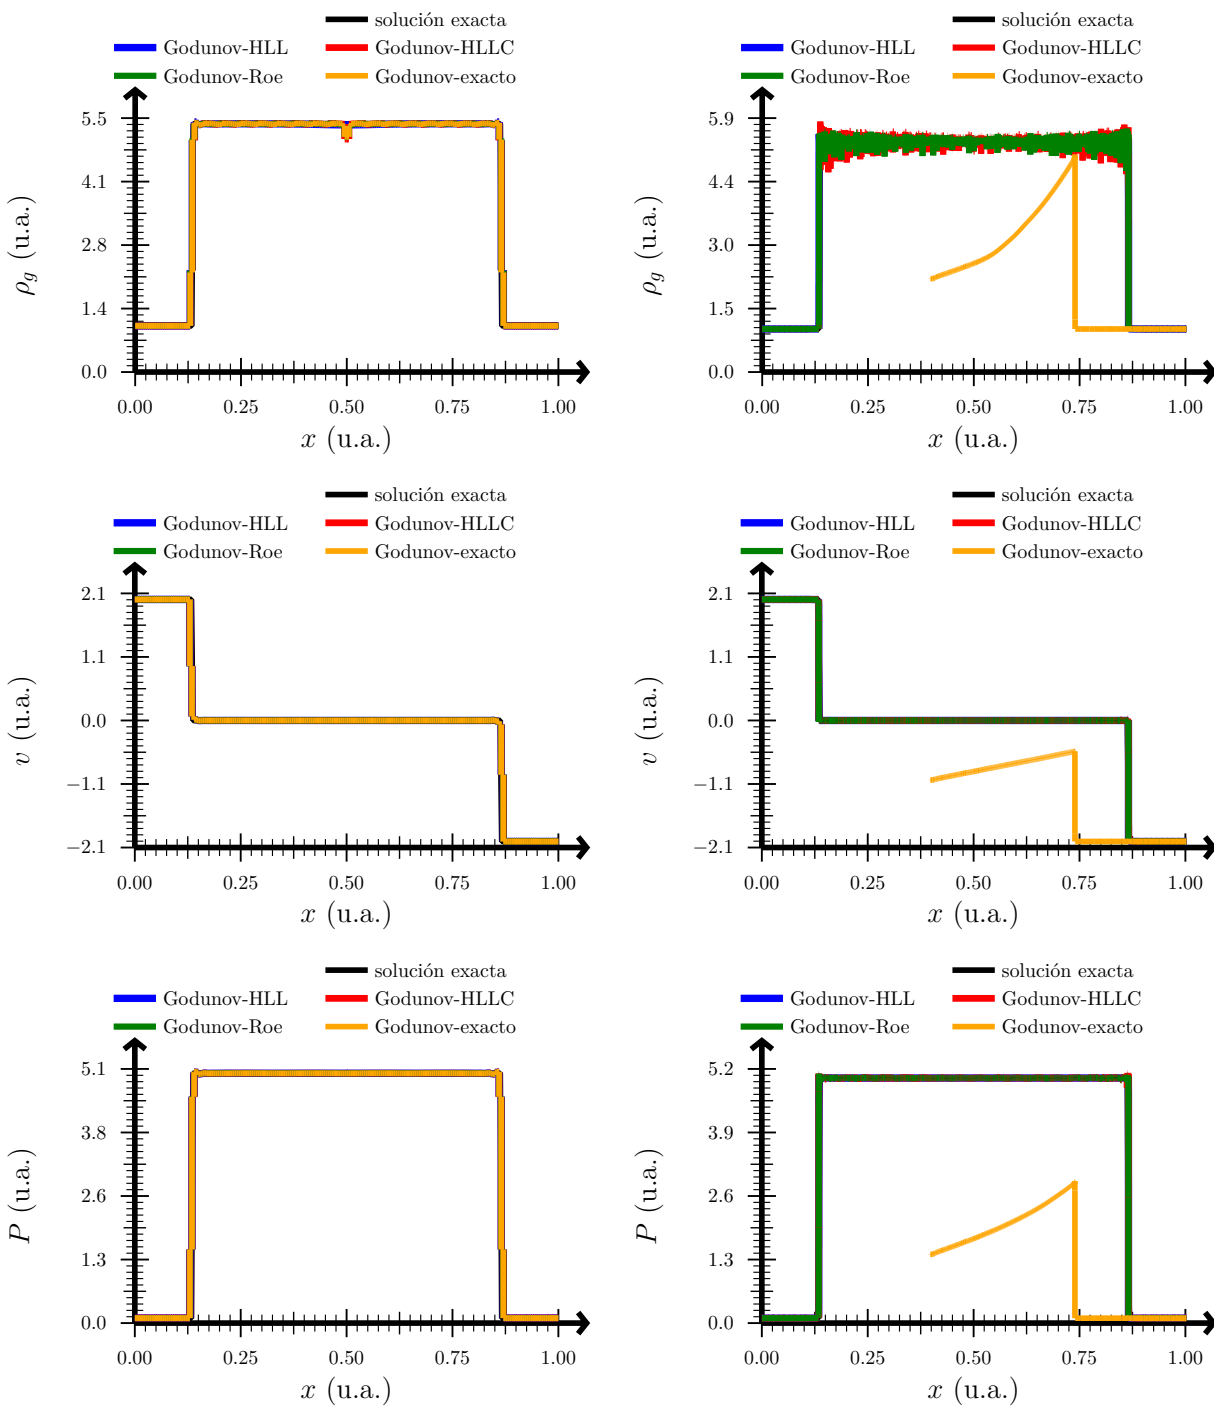 solución exacta
Godunov-HLL Godunov-HLLC
Godunov-Roe Godunov-exacto
5.5
4.1
2.8
1.4
0.0
ρg (u.a.)
0.00 0.25 0.50 0.75 1.00
x (u.a.)
solución exacta
Godunov-HLL Godunov-HLLC
Godunov-Roe Godunov-exacto
5.9
4.4
3.0
1.5
0.0
ρg (u.a.)
0.00 0.25 0.50 0.75 1.00
x (u.a.)
solución exacta
Godunov-HLL Godunov-HLLC
Godunov-Roe Godunov-exacto
2.1
1.1
0.0
−1.1
−2.1
v (u.a.)
0.00 0.25 0.50 0.75 1.00
x (u.a.)
solución exacta
Godunov-HLL Godunov-HLLC
Godunov-Roe Godunov-exacto
2.1
1.1
0.0
−1.1
−2.1
v (u.a.)
0.00 0.25 0.50 0.75 1.00
x (u.a.)
solución exacta
Godunov-HLL Godunov-HLLC
Godunov-Roe Godunov-exacto
5.1
3.8
2.6
1.3
0.0
P (u.a.)
0.00 0.25 0.50 0.75 1.00
x (u.a.)
solución exacta
Godunov-HLL Godunov-HLLC
Godunov-Roe Godunov-exacto
5.2
3.9
2.6
1.3
0.0
P (u.a.)
0.00 0.25 0.50 0.75 1.00
x (u.a.)